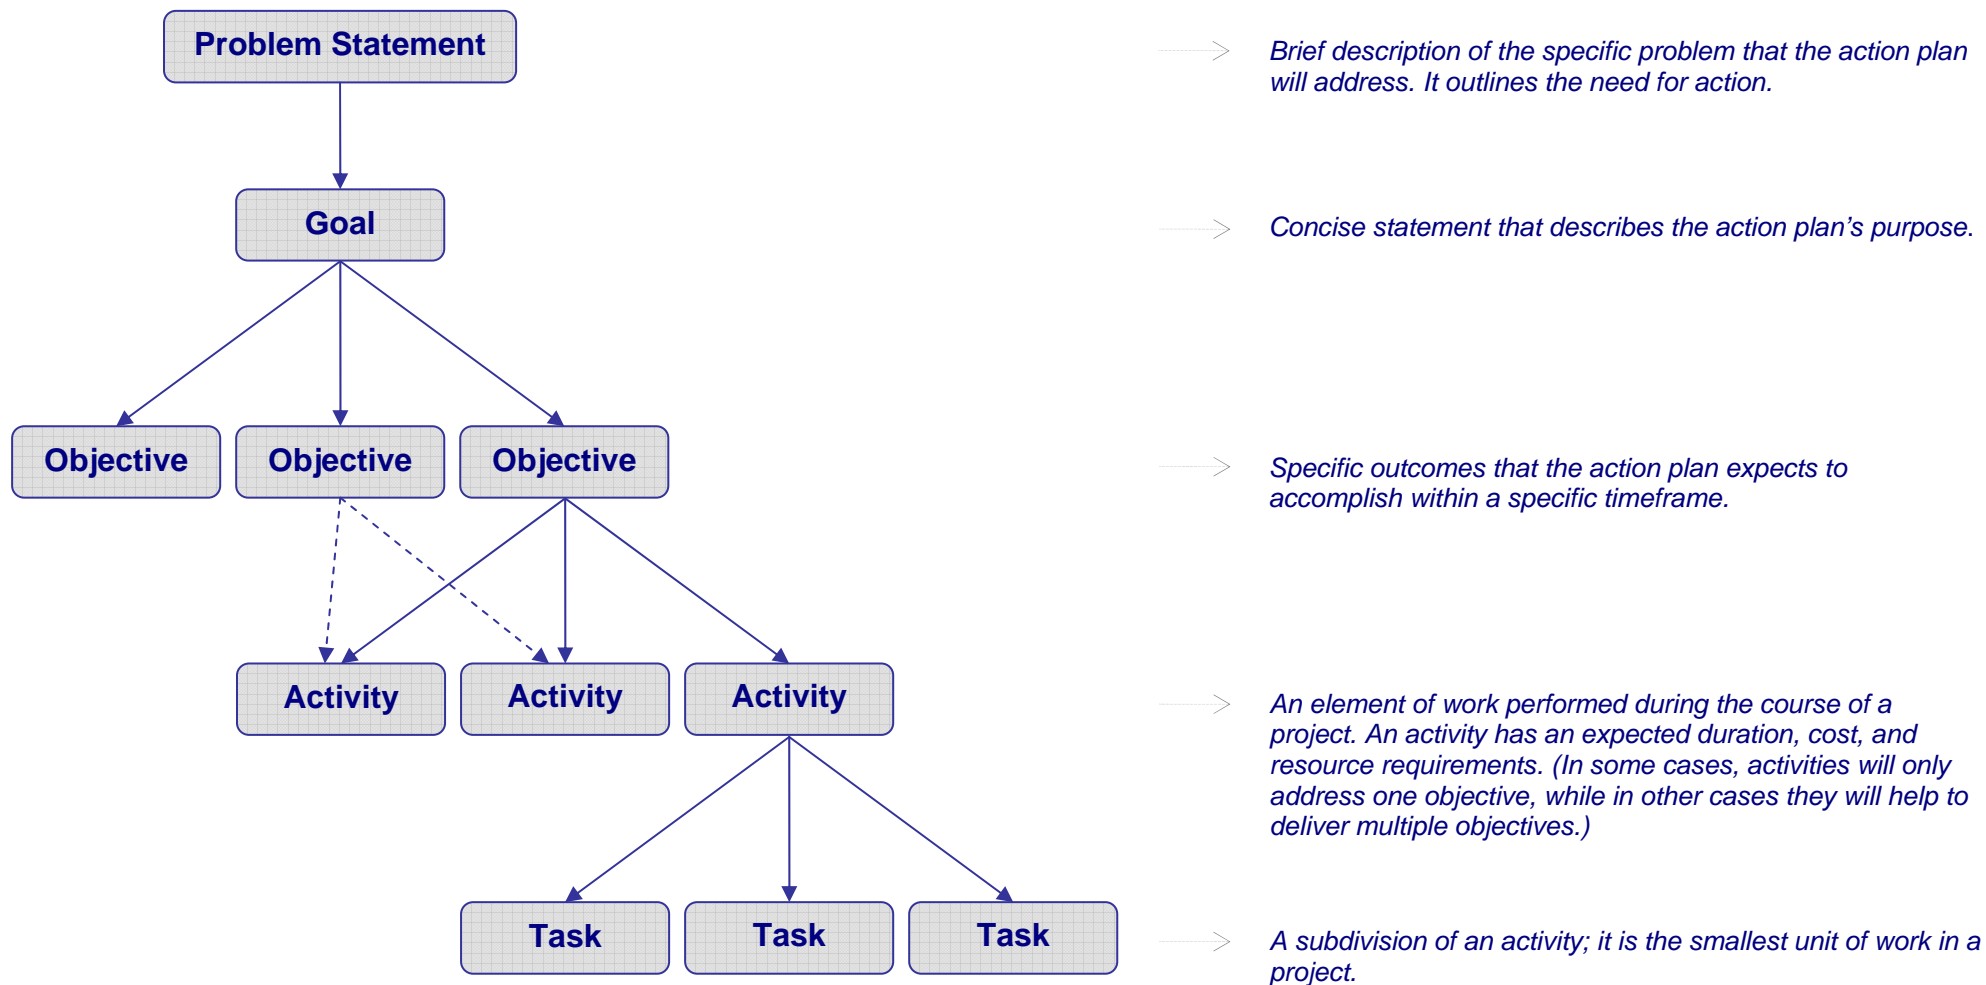 Problem Statement
Brief description of the specific problem that the action plan
will address. It outlines the need for action.
Goal
Concise statement that describes the action plan's purpose.
Objective
Objective
Objective
Specific outcomes that the action plan expects to
accomplish within a specific timeframe.
Activity
Activity
Activity
An element of work performed during the course of a
project. An activity has an expected duration, cost, and
resource requirements. (In some cases, activities will only
address one objective, while in other cases they will help to
deliver multiple objectives.)
Task
Task
Task
A subdivision of an activity; it is the smallest unit of work in a
project.